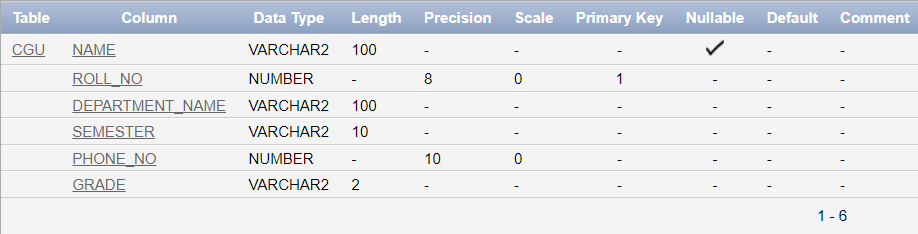 Table Column Data Type Length Precision Scale Primary Key Nullable Default Comment
CGU NAME VARCHAR2 100 - - - ✓ - -
ROLL_NO NUMBER - 8 0 1 - - -
DEPARTMENT_NAME VARCHAR2 100 - - - - - -
SEMESTER VARCHAR2 10 - - - - - -
PHONE_NO NUMBER - 10 0 - - - -
GRADE VARCHAR2 2 - - - - - -
1 - 6